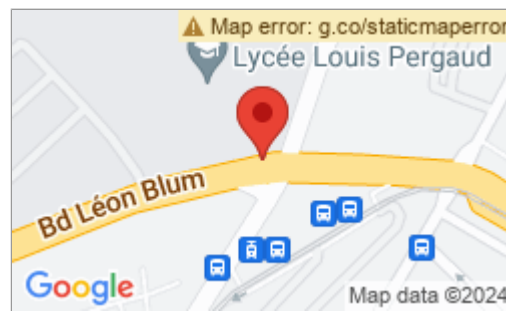 Map error: g.co/staticmaperror
Lycée Louis Pergaud
Bd Léon Blum
Google
Map data ©2024